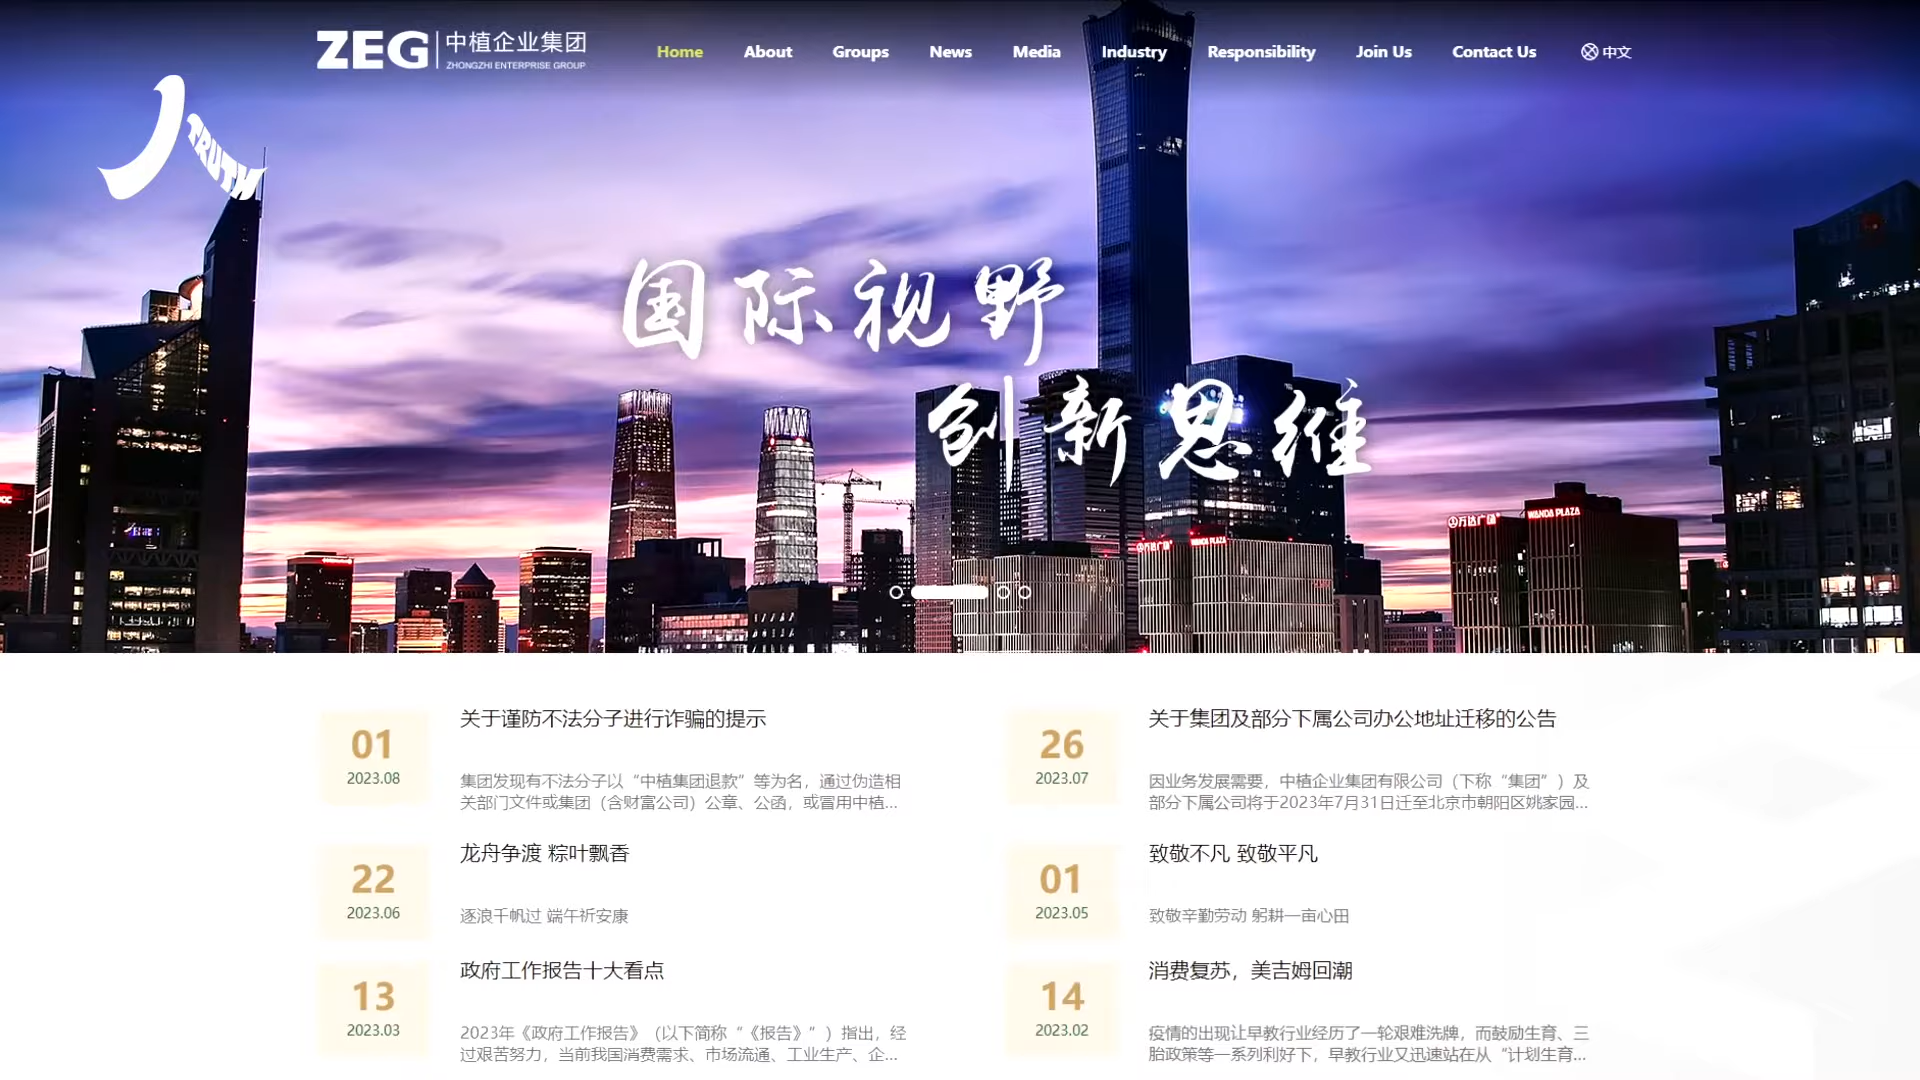 ZEG 中植企业集团
ZHONGZHI ENTERPRISE GROUP
Home About Groups News Media Industry Responsibility Join Us Contact Us 中文
人 TRUTH
国际视野
创新思维
万达广场 WANDA PLAZA
万达广场 WANDA PLAZA
01
2023.08
关于谨防不法分子进行诈骗的提示
集团发现有不法分子以“中植集团退款”等为名，通过伪造相
关部门文件或集团（含财富公司）公章、公函，或冒用中植...
26
2023.07
关于集团及部分下属公司办公地址迁移的公告
因业务发展需要，中植企业集团有限公司（下称“集团”）及
部分下属公司将于2023年7月31日迁至北京市朝阳区姚家园...
22
2023.06
龙舟争渡 粽叶飘香
逐浪千帆过 端午祈安康
01
2023.05
致敬不凡 致敬平凡
致敬辛勤劳动 躬耕一亩心田
13
2023.03
政府工作报告十大看点
2023年《政府工作报告》（以下简称“《报告》”）指出，经
过艰苦努力，当前我国消费需求、市场流通、工业生产、企...
14
2023.02
消费复苏，美吉姆回潮
疫情的出现让早教行业经历了一轮艰难洗牌，而鼓励生育、三
胎政策等一系列利好下，早教行业又迅速站在从“计划生育...